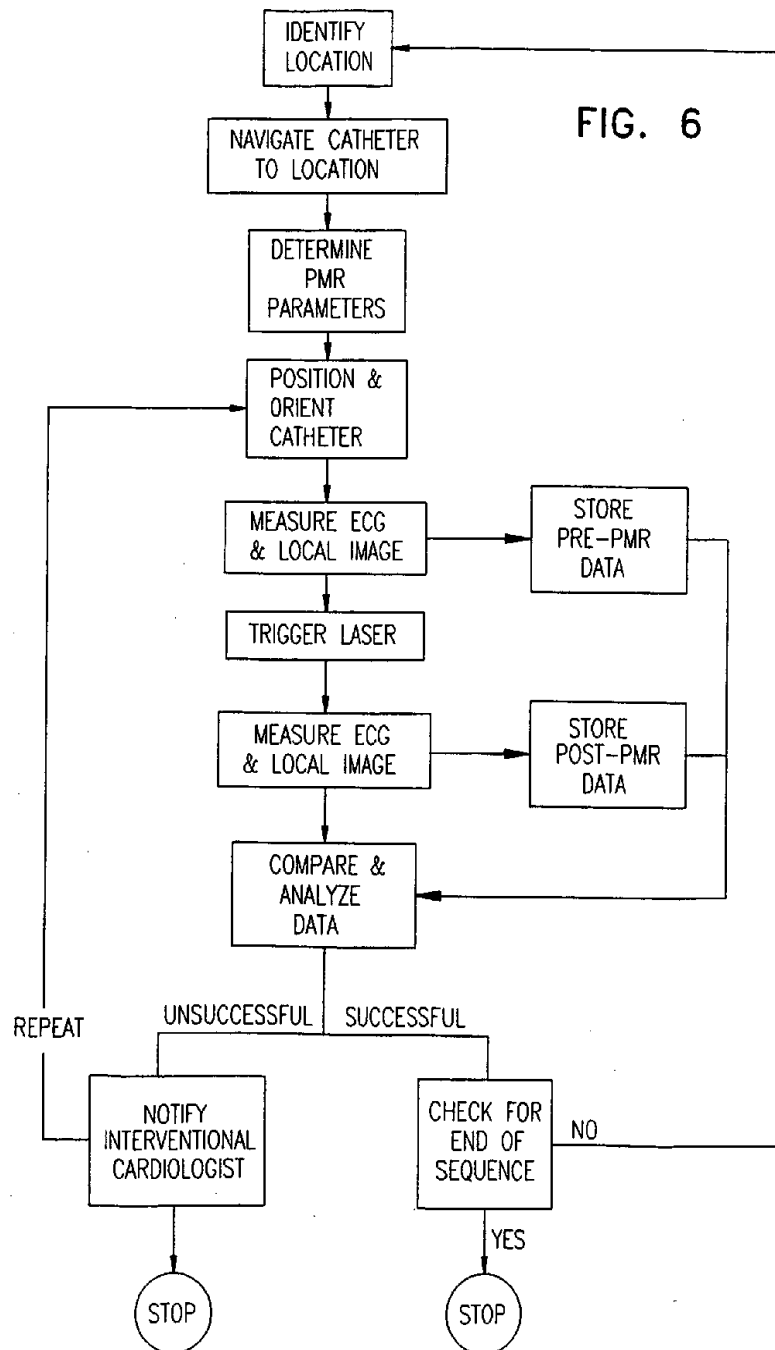 IDENTIFY
LOCATION
FIG. 6
NAVIGATE CATHETER
TO LOCATION
DETERMINE
PMR
PARAMETERS
POSITION &
ORIENT
CATHETER
MEASURE ECG
& LOCAL IMAGE
STORE
PRE-PMR
DATA
TRIGGER LASER
MEASURE ECG
& LOCAL IMAGE
STORE
POST-PMR
DATA
COMPARE &
ANALYZE
DATA
UNSUCCESSFUL
SUCCESSFUL
REPEAT
NOTIFY
INTERVENTIONAL
CARDIOLOGIST
CHECK FOR
END OF
SEQUENCE
NO
YES
STOP
STOP